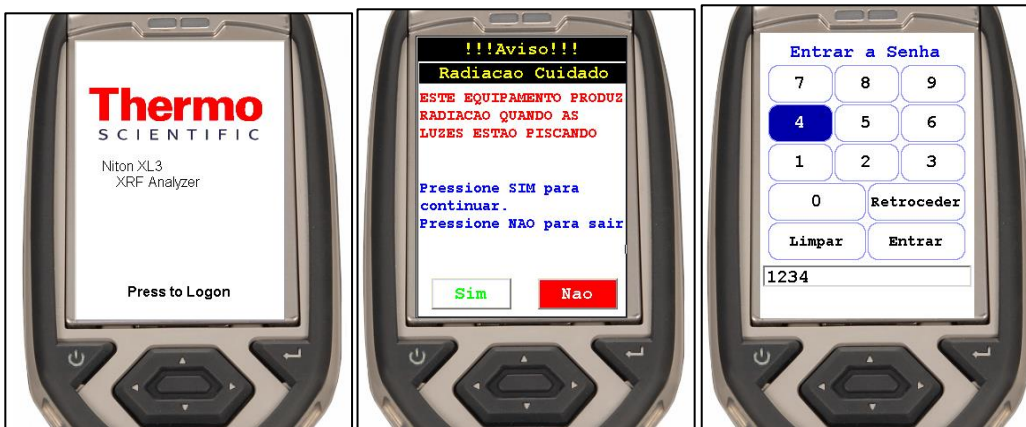 Thermo
SCIENTIFIC
Niton XL3
XRF Analyzer
Press to Logon
!!!Aviso!!!
Radiacao Cuidado
ESTE EQUIPAMENTO PRODUZ
RADIACAO QUANDO AS
LUZES ESTAO PISCANDO
Pressione SIM para
continuar.
Pressione NAO para sair
Sim Nao
Entrar a Senha
7 8 9
4 5 6
1 2 3
0 Retroceder
Limpar Entrar
1234